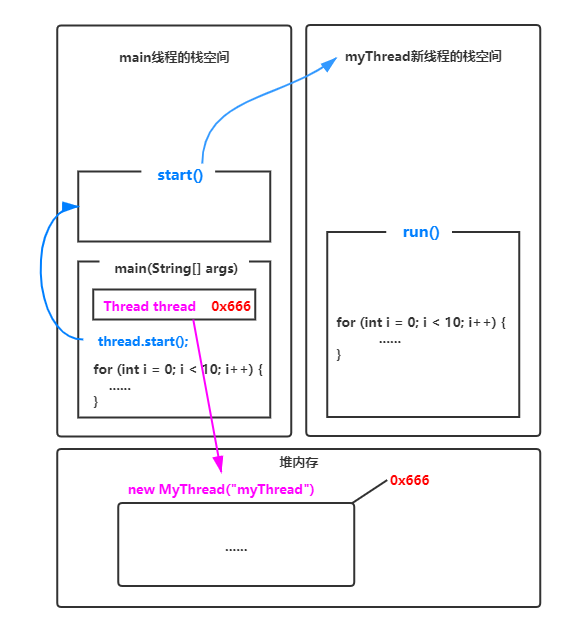 main线程的栈空间
myThread新线程的栈空间
start()
run()
main(String[] args)
Thread thread 0x666
thread.start();
for (int i = 0; i < 10; i++) {
......
}
for (int i = 0; i < 10; i++) {
......
}
堆内存
new MyThread("myThread")
0x666
......